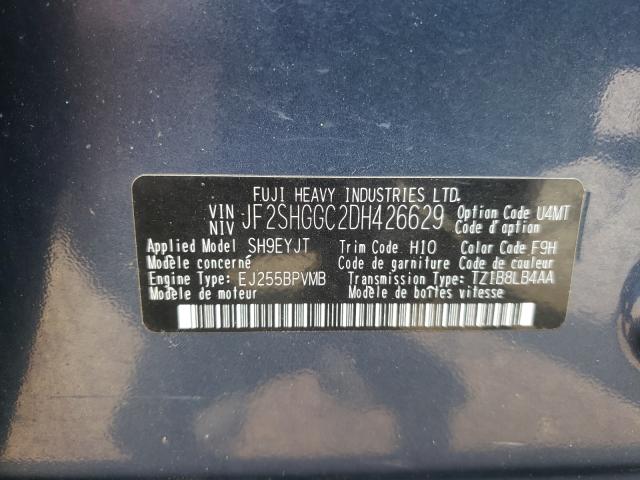 FUJI HEAVY INDUSTRIES LTD.
VIN NIV JF2SHGGC2DH426629 Option Code U4MT
Code d'option
Applied Model SH9EYJT Trim Code H10 Color Code F9H
Modèle concerné Code de garniture Code de couleur
Engine Type: EJ255BPVMB Transmission Type: TZ1B8LB4AA
Modèle de moteur Modèle de boîtes vitesse